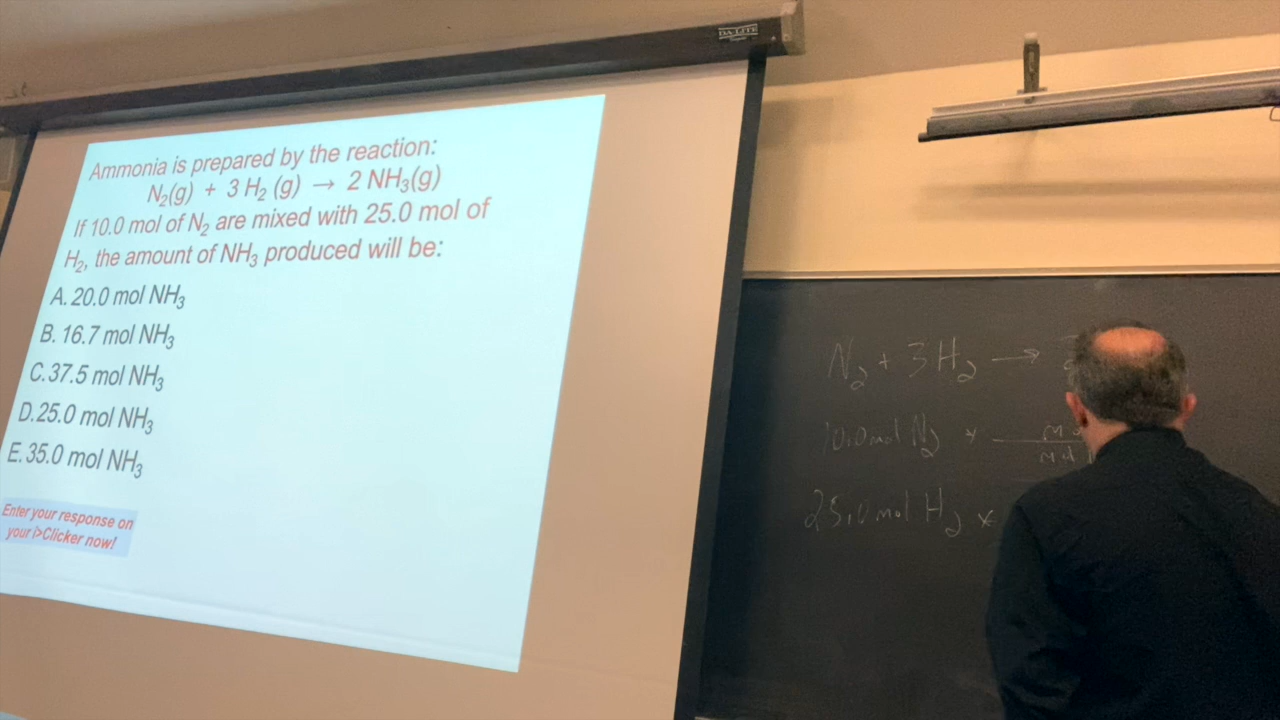 DA-LITE
Ammonia is prepared by the reaction:
N₂(g) + 3 H₂ (g) → 2 NH₃(g)
If 10.0 mol of N₂ are mixed with 25.0 mol of
H₂, the amount of NH₃ produced will be:
A. 20.0 mol NH₃
B. 16.7 mol NH₃
C. 37.5 mol NH₃
D. 25.0 mol NH₃
E. 35.0 mol NH₃
Enter your response on
your i>Clicker now!
N₂ + 3 H₂ →
10.0 mol N₂ ×
25.0 mol H₂ ×